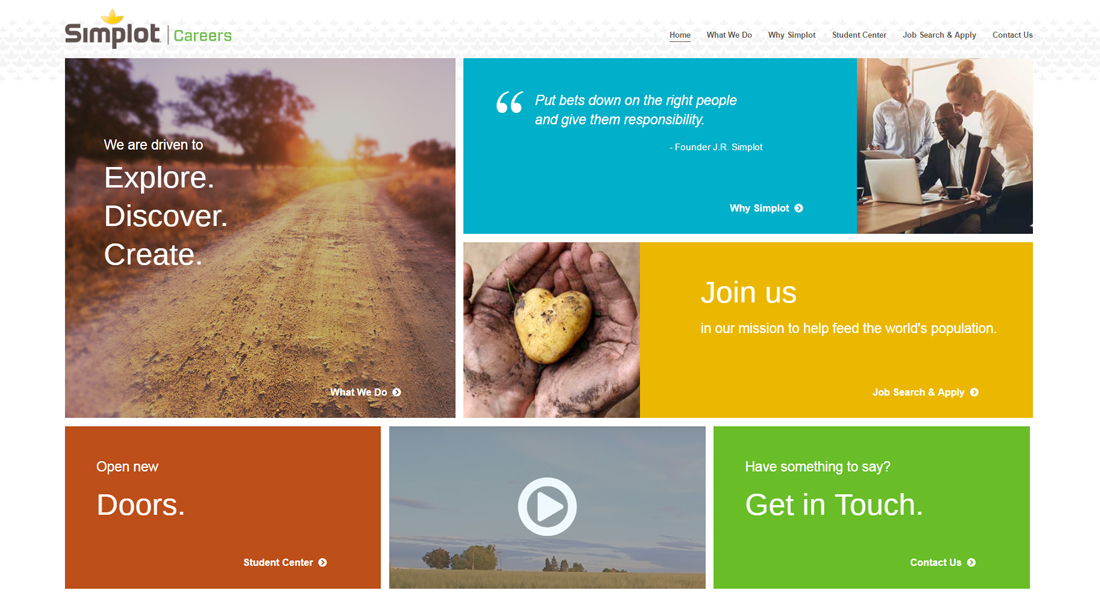 Simplot | Careers
Home What We Do Why Simplot Student Center Job Search & Apply Contact Us
We are driven to
Explore.
Discover.
Create.
What We Do
“ Put bets down on the right people
and give them responsibility.
- Founder J.R. Simplot
Why Simplot
Join us
in our mission to help feed the world's population.
Job Search & Apply
Open new
Doors.
Student Center
Have something to say?
Get in Touch.
Contact Us